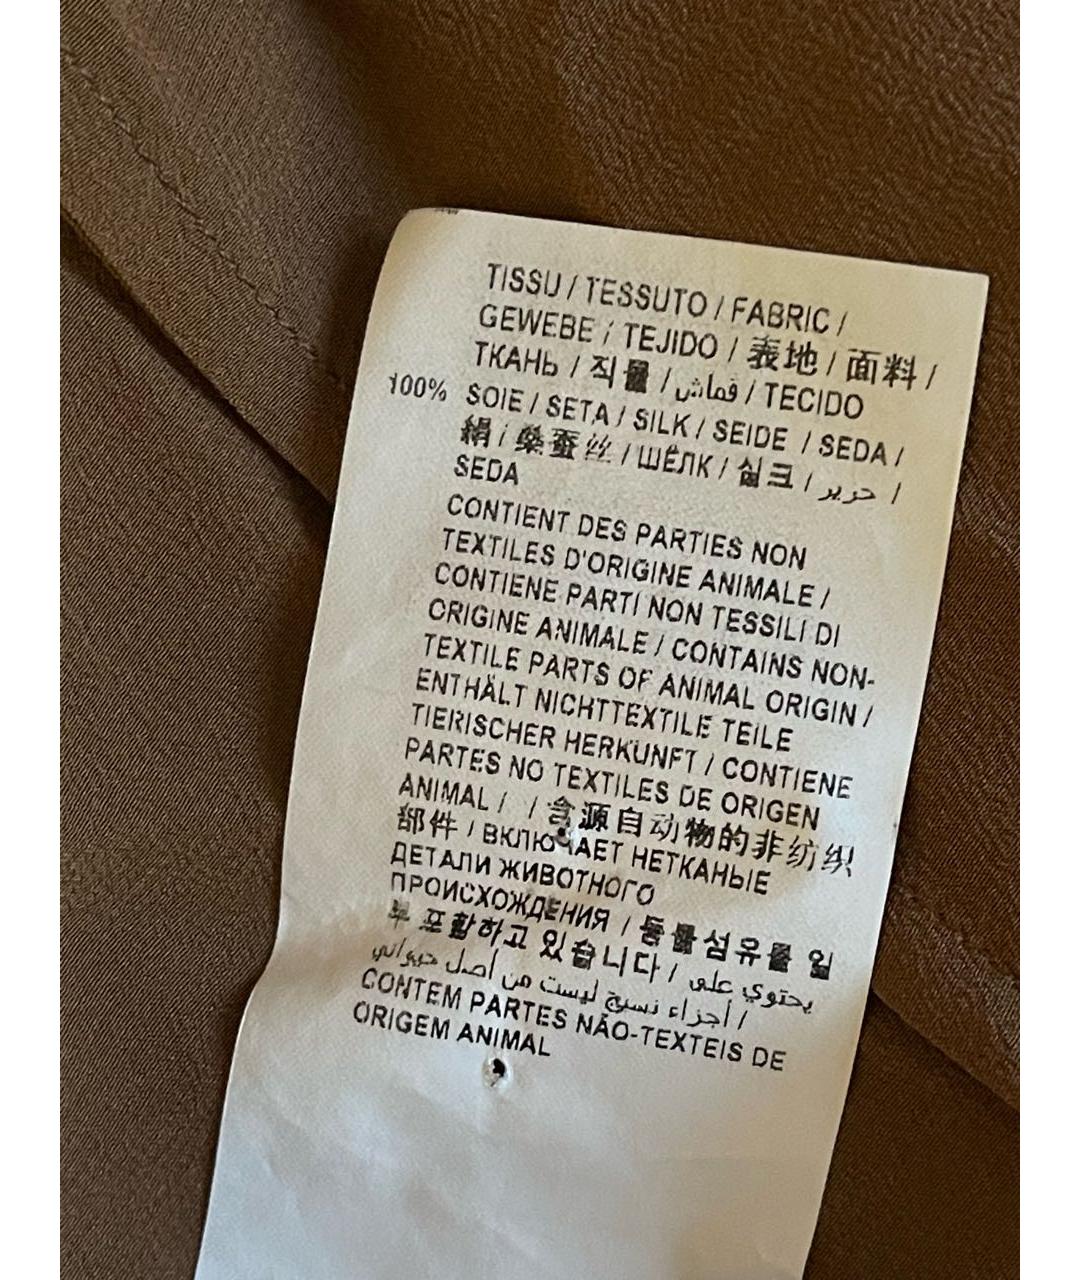 TISSU / TESSUTO / FABRIC /
GEWEBE / TEJIDO / 表地 / 面料 /
ТКАНЬ / 직물 / قماش / TECIDO
100% SOIE / SETA / SILK / SEIDE / SEDA /
絹 / 桑蚕丝 / ШЁЛК / 실크 / حرير /
SEDA
CONTIENT DES PARTIES NON
TEXTILES D'ORIGINE ANIMALE /
CONTIENE PARTI NON TESSILI DI
ORIGINE ANIMALE / CONTAINS NON-
TEXTILE PARTS OF ANIMAL ORIGIN /
ENTHÄLT NICHTTEXTILE TEILE
TIERISCHER HERKUNFT / CONTIENE
PARTES NO TEXTILES DE ORIGEN
ANIMAL / / 含源自动物的非纺织
部件 / ВКЛЮЧАЕТ НЕТКАНЫЕ
ДЕТАЛИ ЖИВОТНОГО
ПРОИСХОЖДЕНИЯ / 동물섬유를 일
부 포함하고 있습니다 / يحتوي على
أجزاء نسيج ليست من أصل حيواني /
CONTEM PARTES NÃO-TEXTEIS DE
ORIGEM ANIMAL